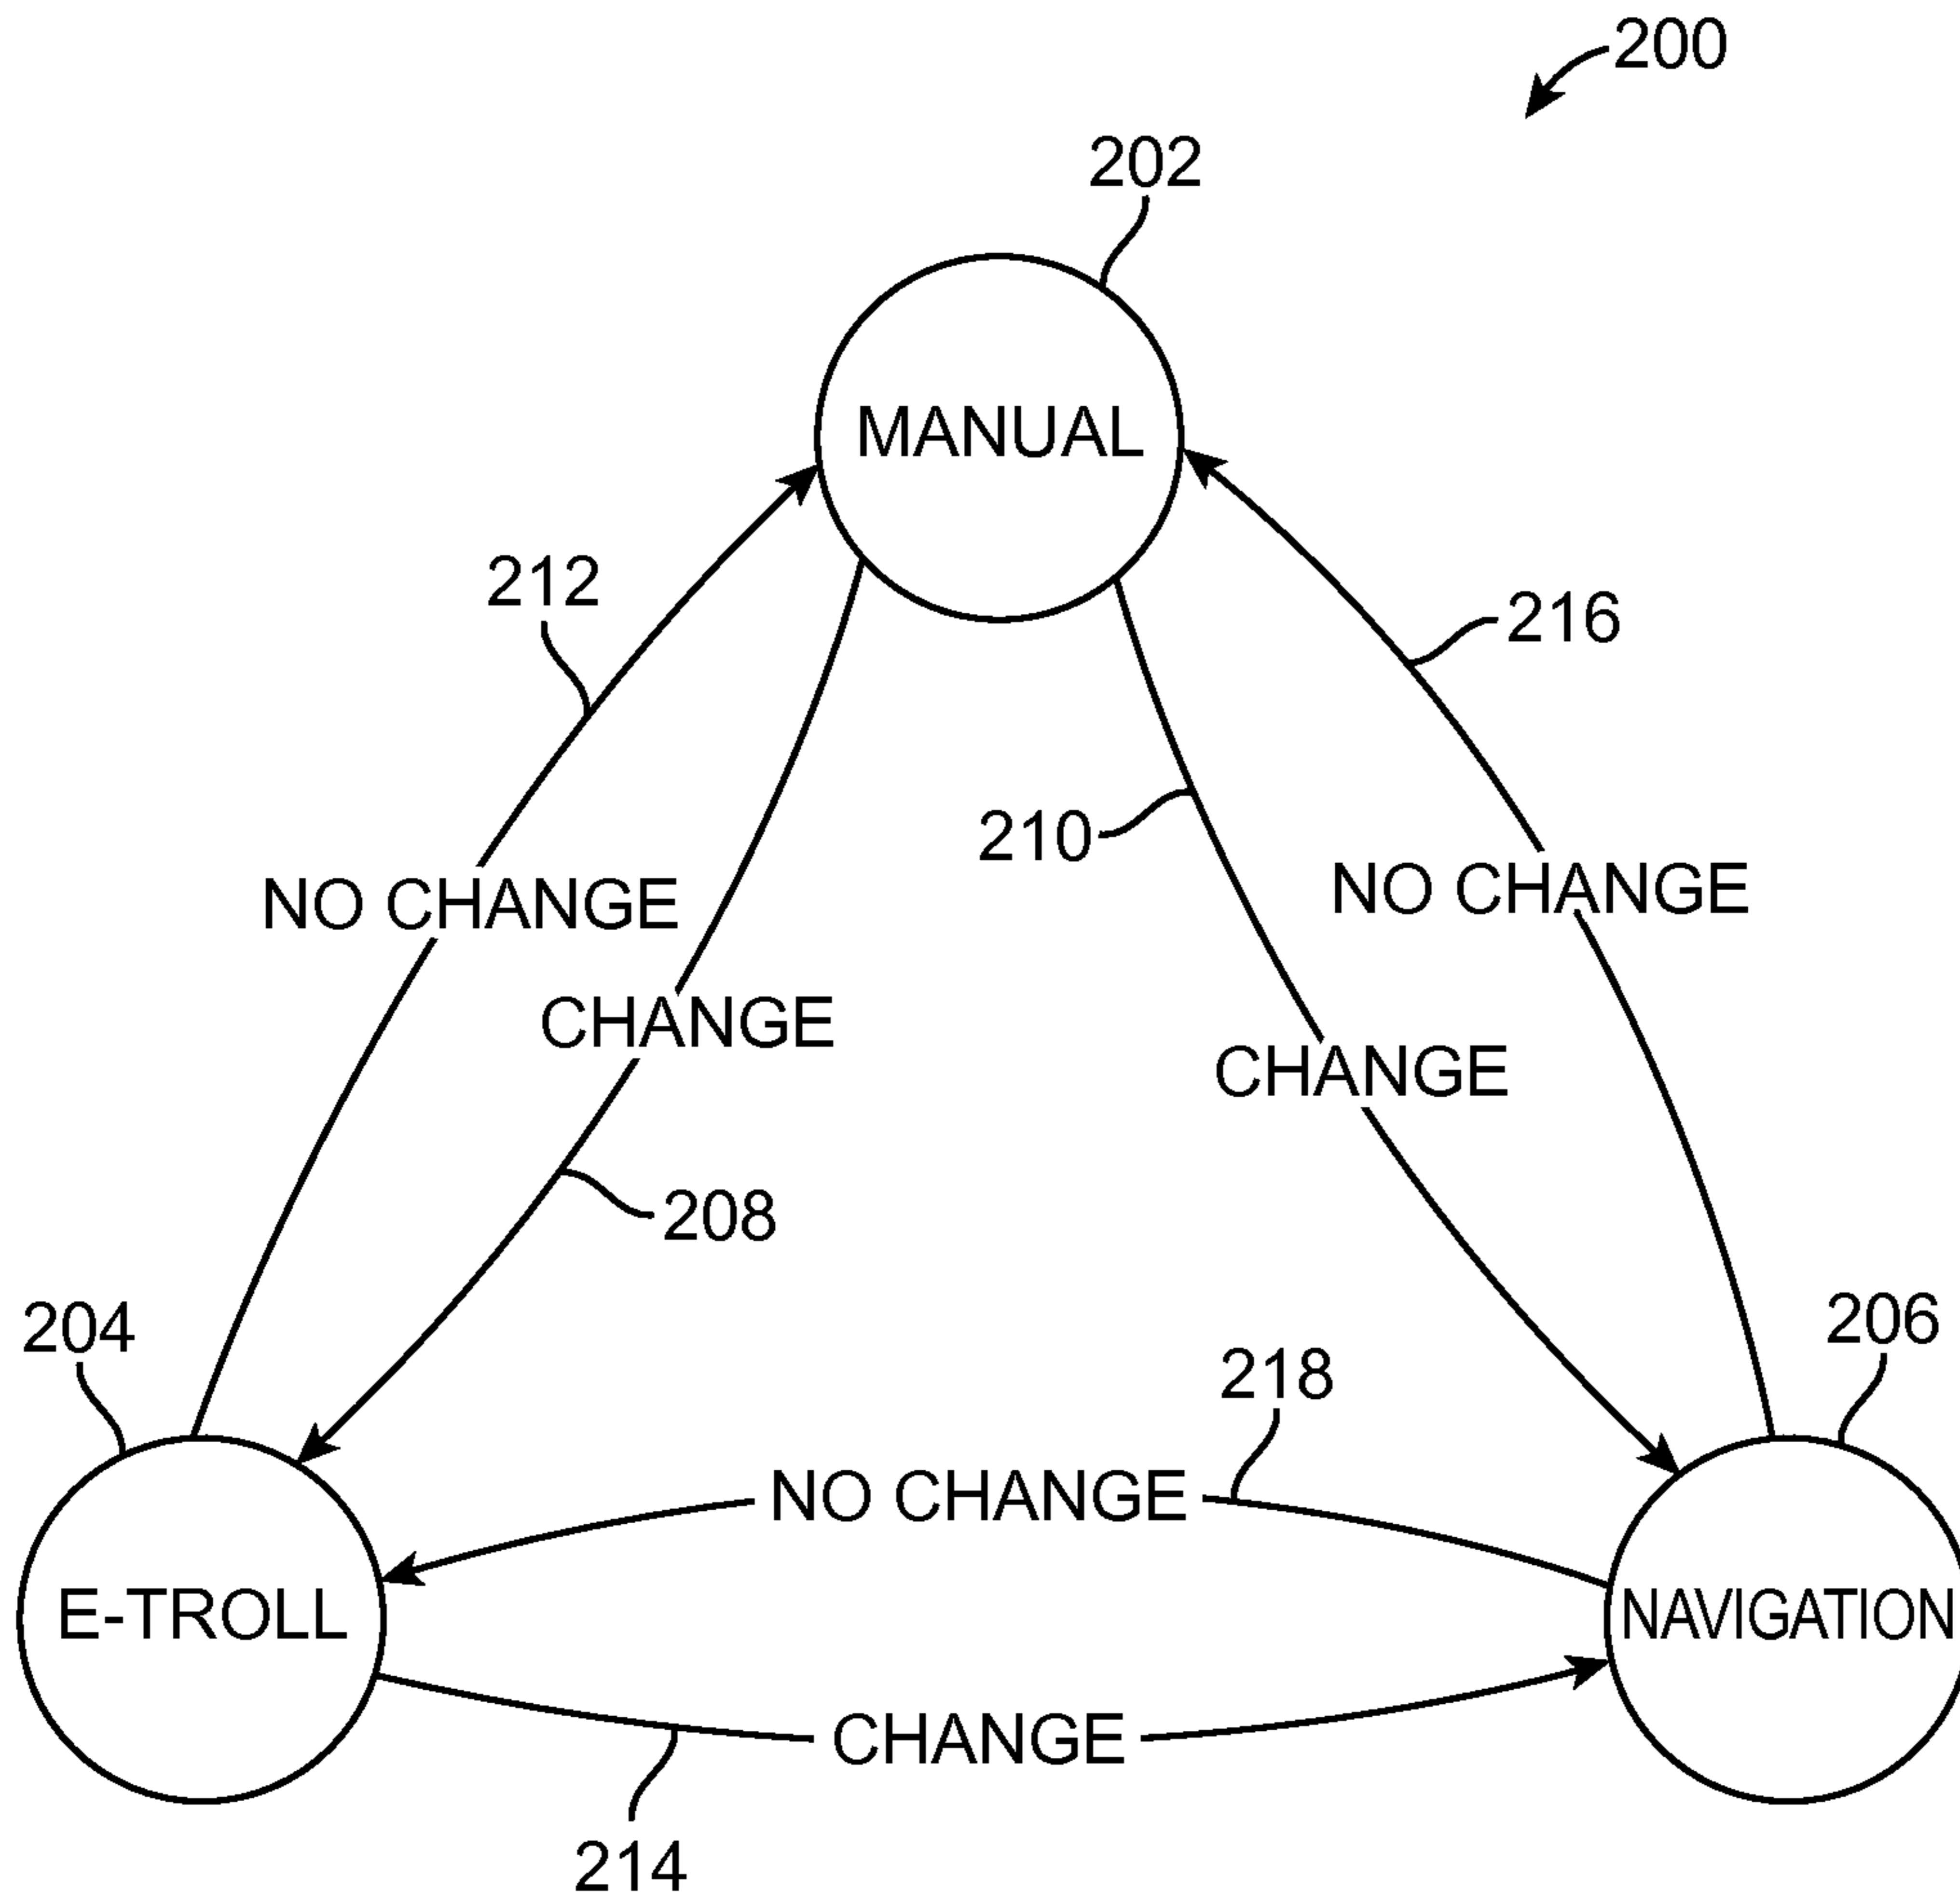 200
202
MANUAL
212
216
210
NO CHANGE
NO CHANGE
CHANGE
CHANGE
208
204
206
218
NO CHANGE
E-TROLL
NAVIGATION
CHANGE
214